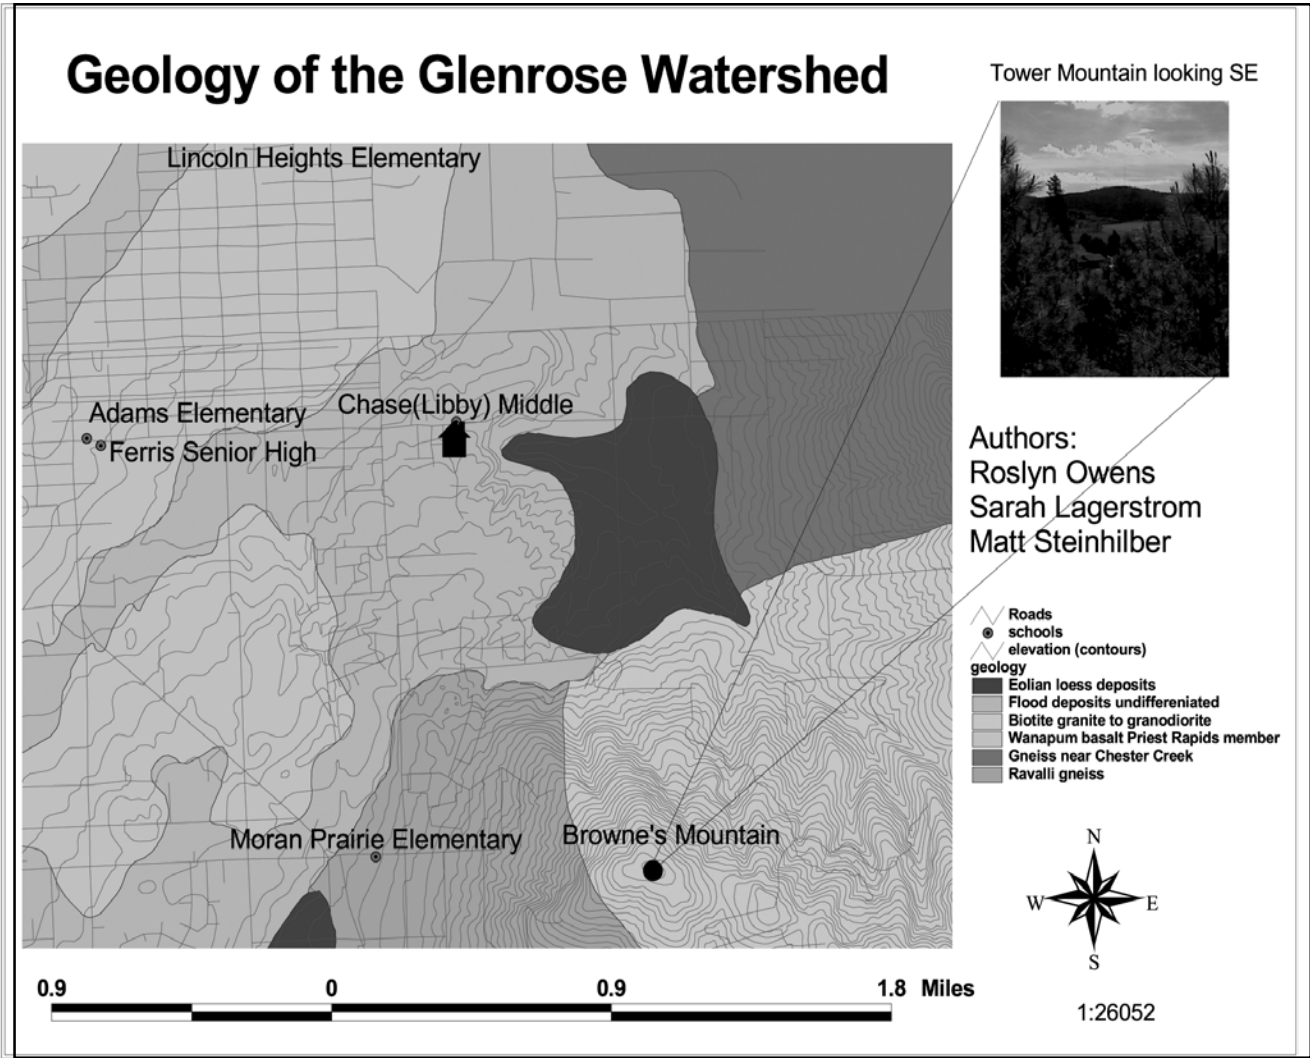 Geology of the Glenrose Watershed
Tower Mountain looking SE
Lincoln Heights Elementary
Adams Elementary
Chase(Libby) Middle
Ferris Senior High
Moran Prairie Elementary
Browne's Mountain
Authors:
Roslyn Owens
Sarah Lagerstrom
Matt Steinhilber
Roads
schools
elevation (contours)
geology
Eolian loess deposits
Flood deposits undiffereniated
Biotite granite to granodiorite
Wanapum basalt Priest Rapids member
Gneiss near Chester Creek
Ravalli gneiss
N
W E
S
0.9 0 0.9 1.8 Miles
1:26052